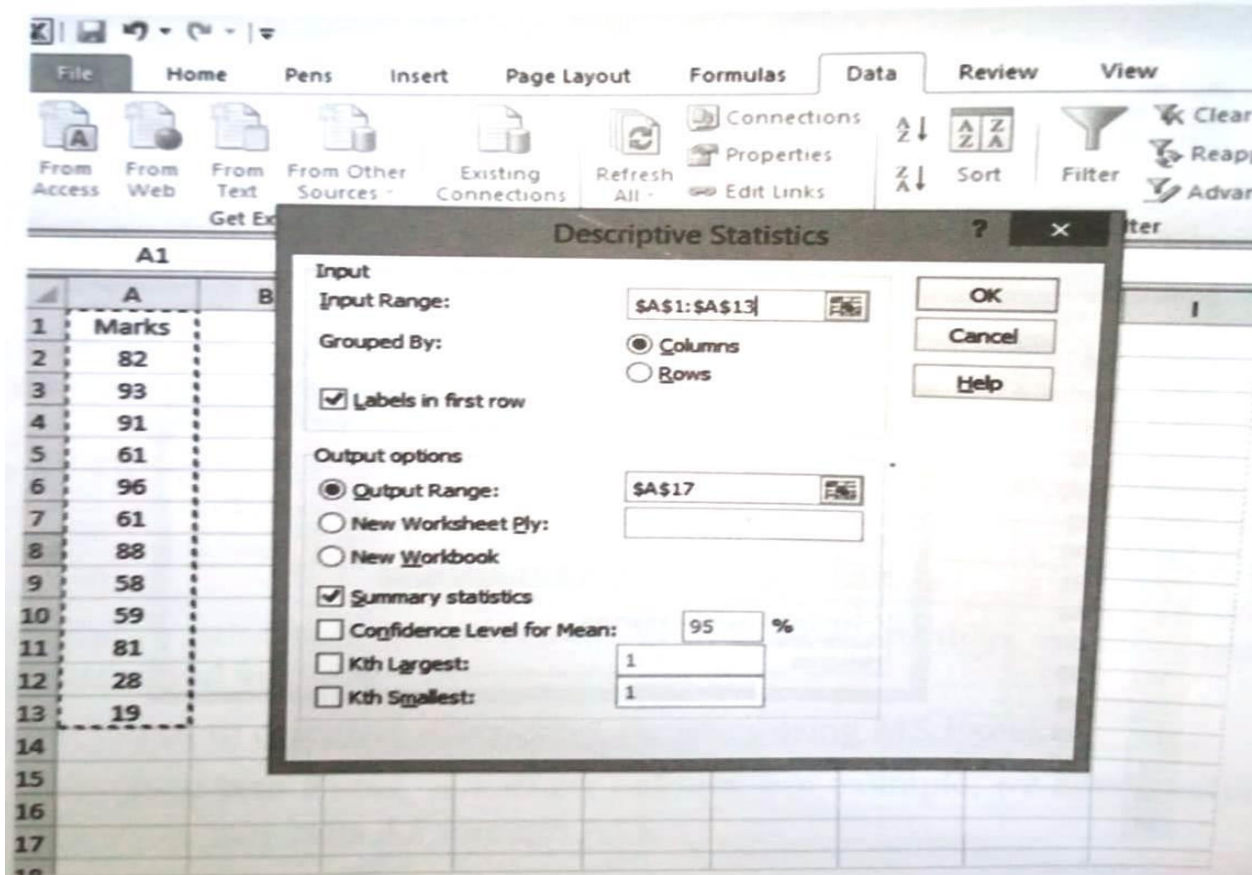 File Home Pens Insert Page Layout Formulas Data Review View
From Access
From Web
From Text
From Other Sources
Existing Connections
Refresh All
Connections
Properties
Edit Links
A Z
Z A
Sort
Filter
Clear
Reapp
Advan
Get Ex
lter
A1
A B I
1 Marks
2 82
3 93
4 91
5 61
6 96
7 61
8 88
9 58
10 59
11 81
12 28
13 19
14
15
16
17
Descriptive Statistics ? ×
Input
Input Range: $A$1:$A$13
Grouped By: Columns
Rows
Labels in first row
OK
Cancel
Help
Output options
Output Range: $A$17
New Worksheet Ply:
New Workbook
Summary statistics
Confidence Level for Mean: 95 %
Kth Largest: 1
Kth Smallest: 1